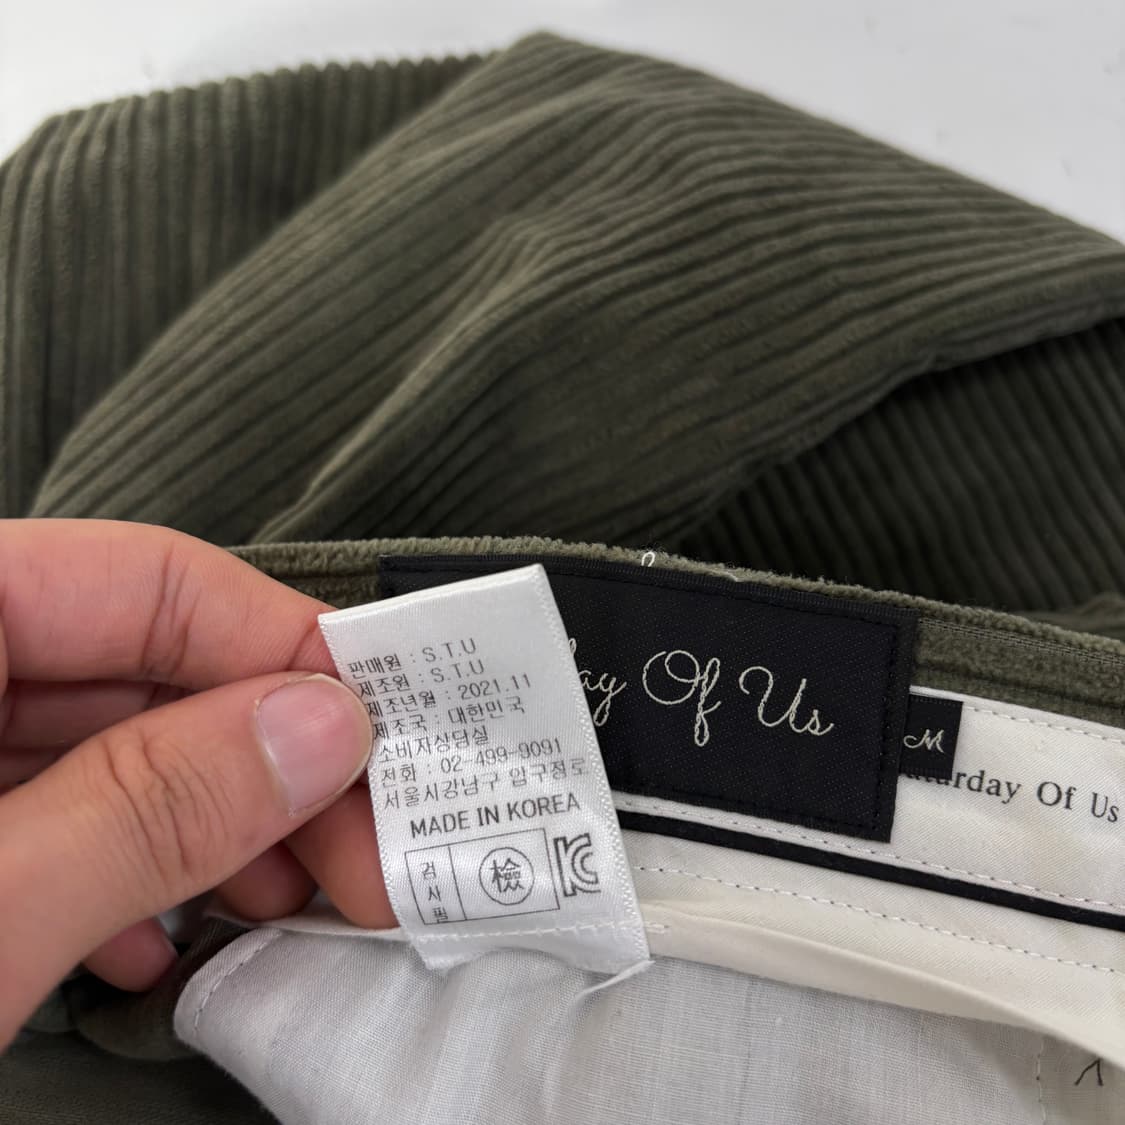 판매원 : S.T.U
제조원 : S.T.U
제조년월 : 2021.11
제조국 : 대한민국
소비자상담실
전화 : 02-499-9091
서울시강남구 압구정로
MADE IN KOREA
검사필
檢
KC
day Of Us
M
aturday Of Us